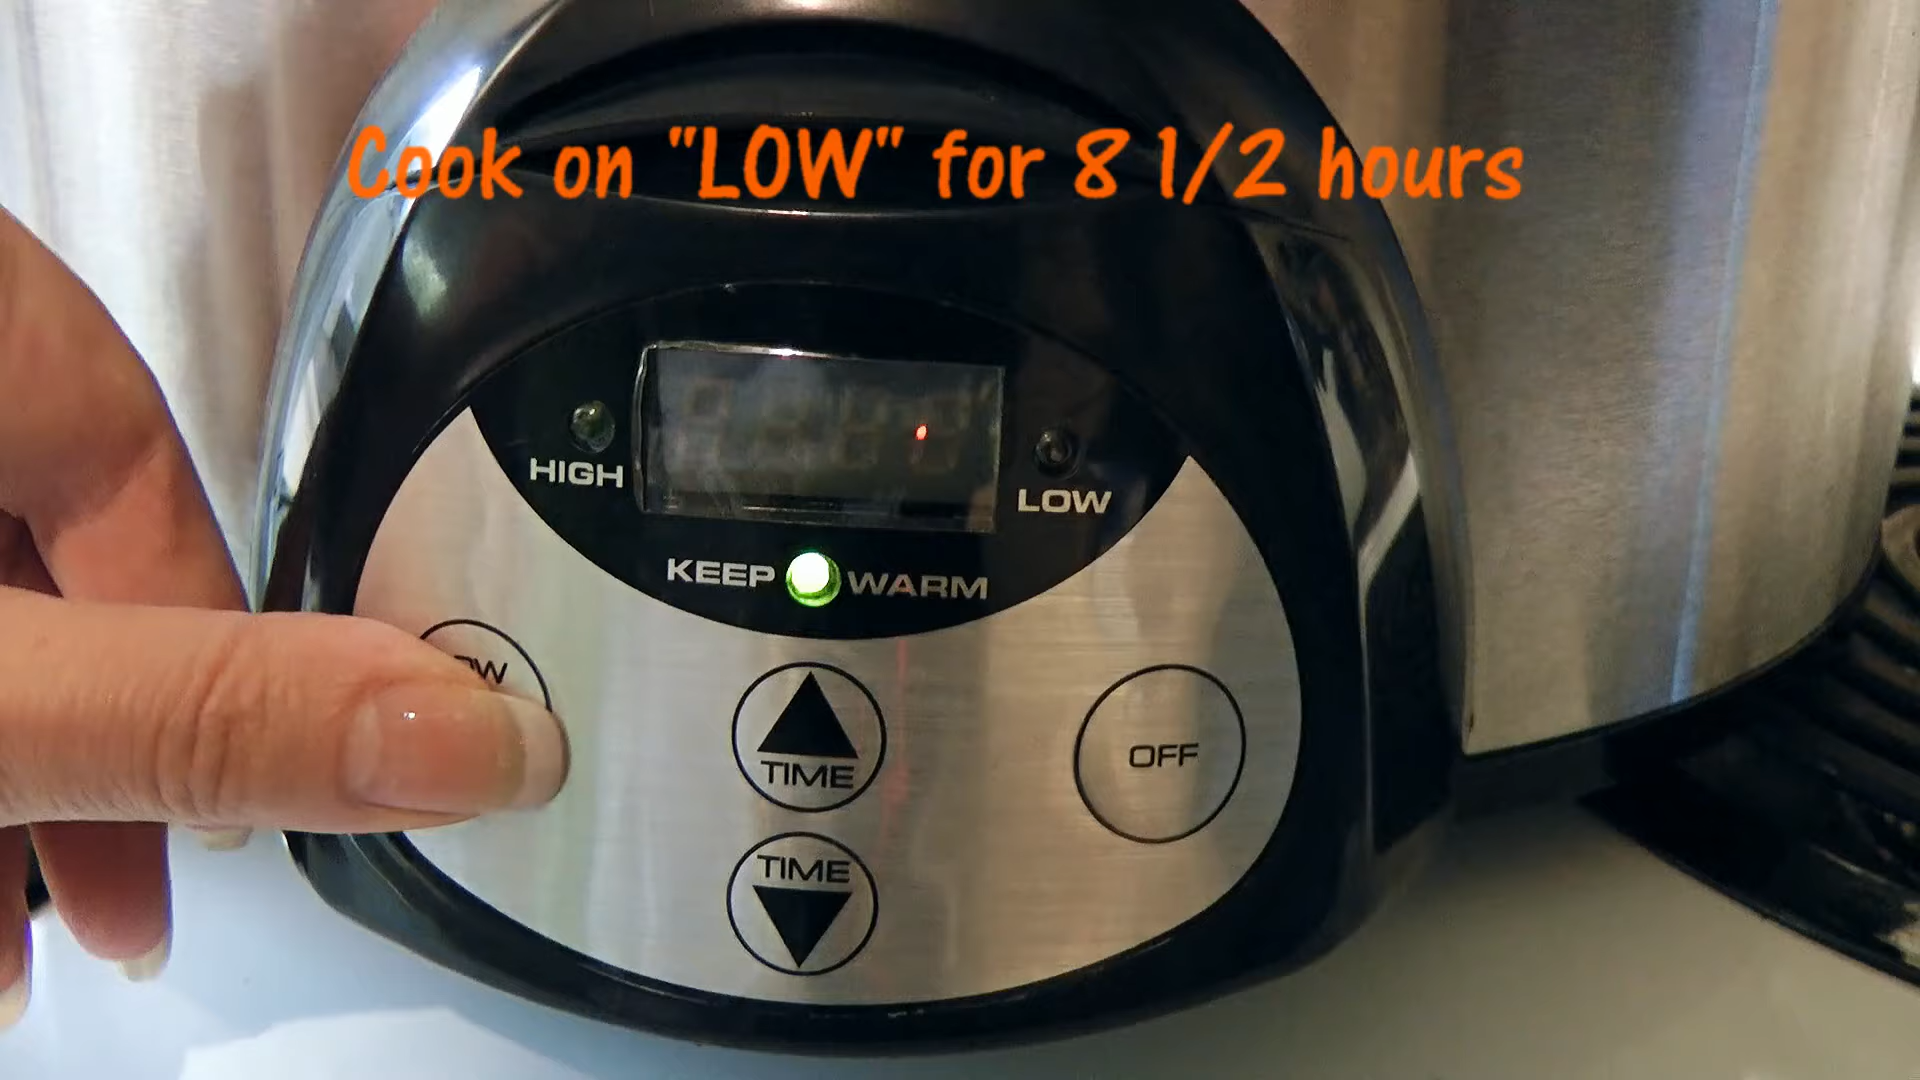 Cook on "LOW" for 8 1/2 hours
HIGH
LOW
KEEP WARM
TIME
OFF
TIME